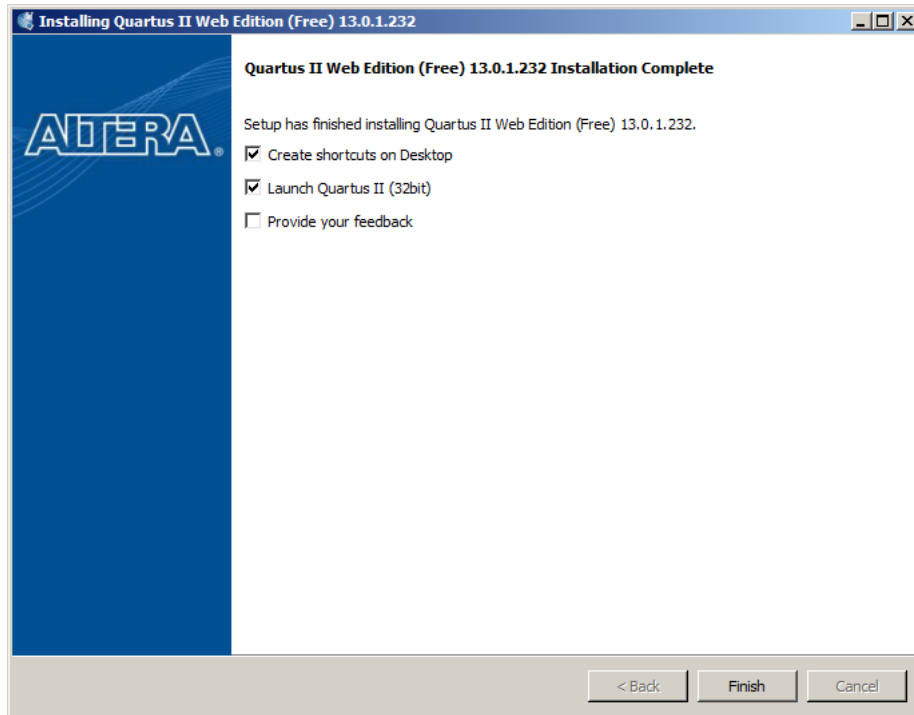 Installing Quartus II Web Edition (Free) 13.0.1.232
Quartus II Web Edition (Free) 13.0.1.232 Installation Complete
ALTERA®
Setup has finished installing Quartus II Web Edition (Free) 13.0.1.232.
Create shortcuts on Desktop
Launch Quartus II (32bit)
Provide your feedback
< Back
Finish
Cancel